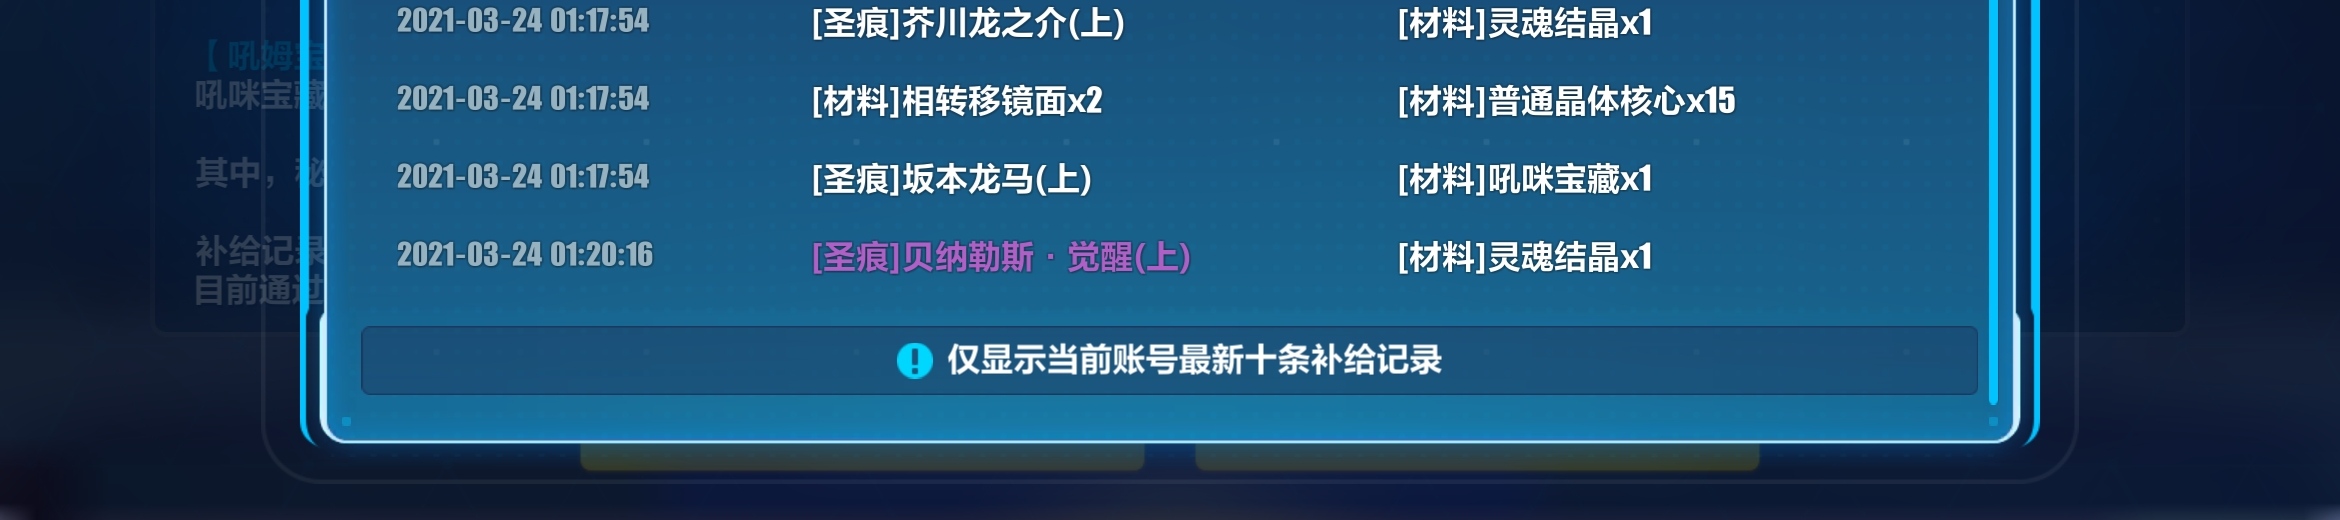 2021-03-24 01:17:54 [圣痕]芥川龙之介(上) [材料]灵魂结晶x1
【吼姆宝
吼咪宝藏
2021-03-24 01:17:54 [材料]相转移镜面x2 [材料]普通晶体核心x15
其中，秘
2021-03-24 01:17:54 [圣痕]坂本龙马(上) [材料]吼咪宝藏x1
补给记录
2021-03-24 01:20:16 [圣痕]贝纳勒斯·觉醒(上) [材料]灵魂结晶x1
目前通过
仅显示当前账号最新十条补给记录